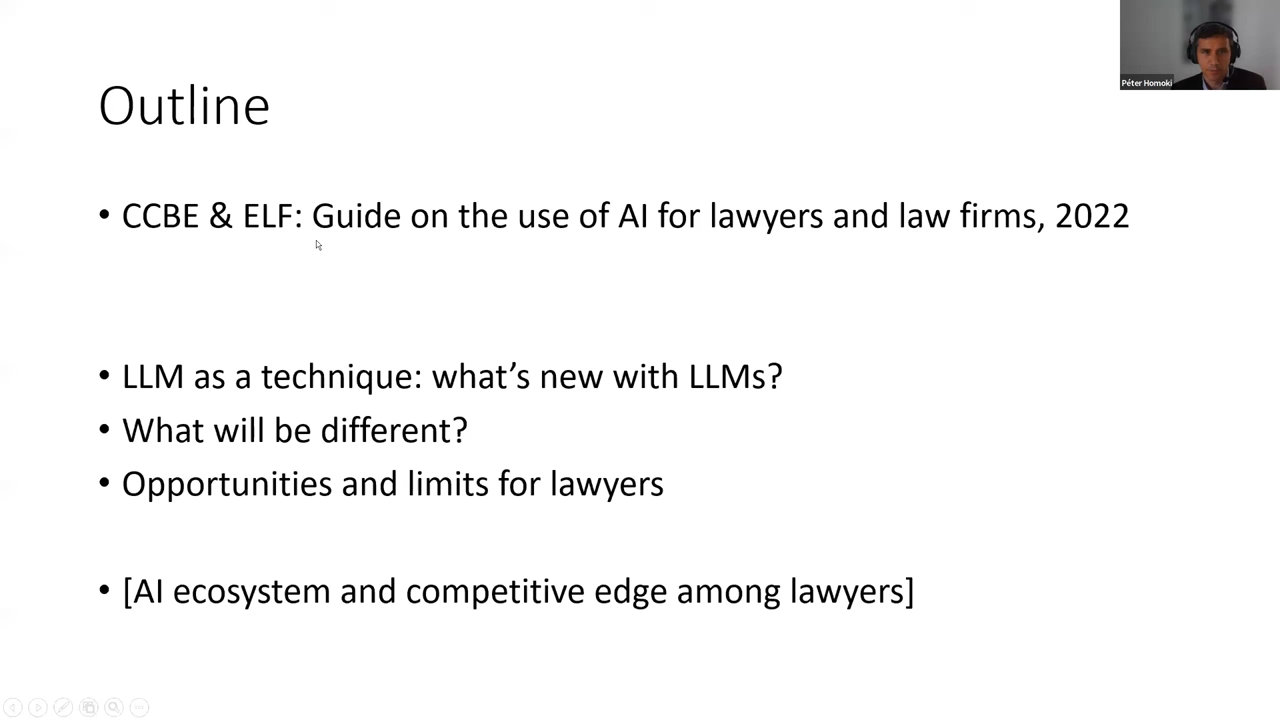 Péter Homoki
Outline
• CCBE & ELF: Guide on the use of AI for lawyers and law firms, 2022
• LLM as a technique: what’s new with LLMs?
• What will be different?
• Opportunities and limits for lawyers
• [AI ecosystem and competitive edge among lawyers]